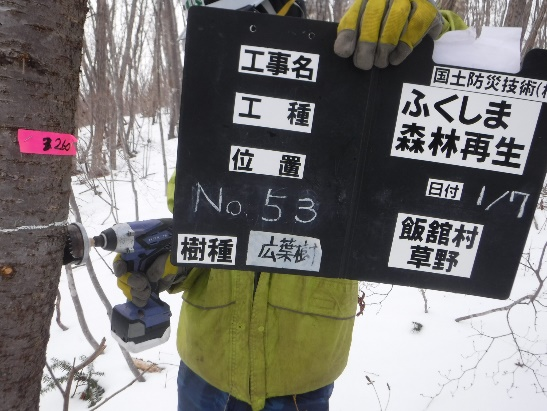 工事名
工種
位置
No. 53
樹種 広葉樹
国土防災技術(株
ふくしま
森林再生
日付 1/7
飯舘村
草野
3260